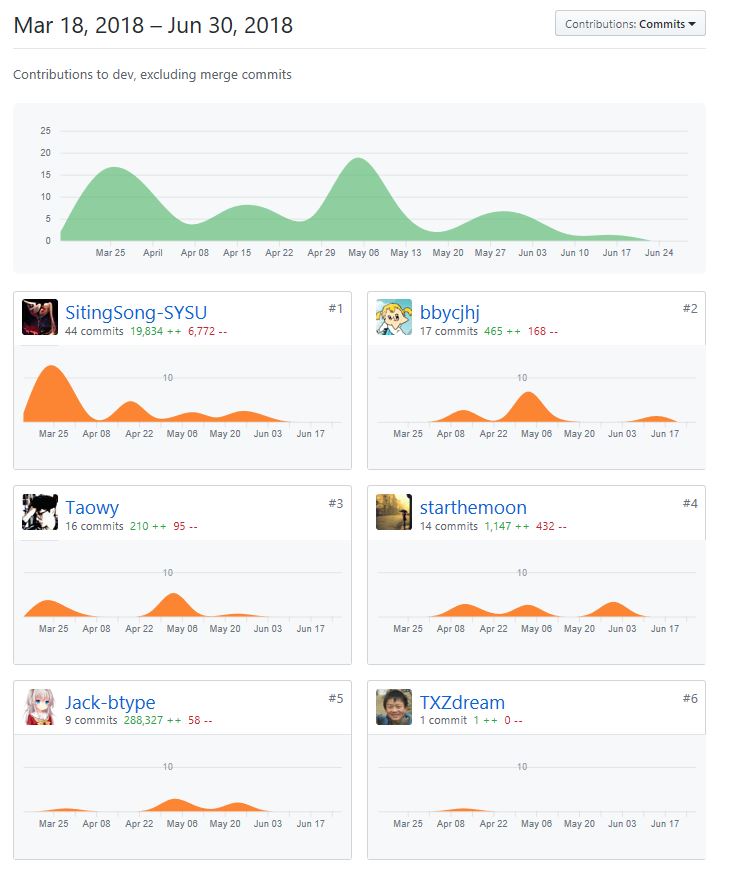 Mar 18, 2018 – Jun 30, 2018
Contributions: Commits
Contributions to dev, excluding merge commits
25
20
15
10
5
0
Mar 25 April Apr 08 Apr 15 Apr 22 Apr 29 May 06 May 13 May 20 May 27 Jun 03 Jun 10 Jun 17 Jun 24
SitingSong-SYSU #1
44 commits 19,834 ++ 6,772 --
10
Mar 25 Apr 08 Apr 22 May 06 May 20 Jun 03 Jun 17
bbycjhj #2
17 commits 465 ++ 168 --
10
Mar 25 Apr 08 Apr 22 May 06 May 20 Jun 03 Jun 17
Taowy #3
16 commits 210 ++ 95 --
10
Mar 25 Apr 08 Apr 22 May 06 May 20 Jun 03 Jun 17
starthemoon #4
14 commits 1,147 ++ 432 --
10
Mar 25 Apr 08 Apr 22 May 06 May 20 Jun 03 Jun 17
Jack-btype #5
9 commits 288,327 ++ 58 --
10
Mar 25 Apr 08 Apr 22 May 06 May 20 Jun 03 Jun 17
TXZdream #6
1 commit 1 ++ 0 --
10
Mar 25 Apr 08 Apr 22 May 06 May 20 Jun 03 Jun 17